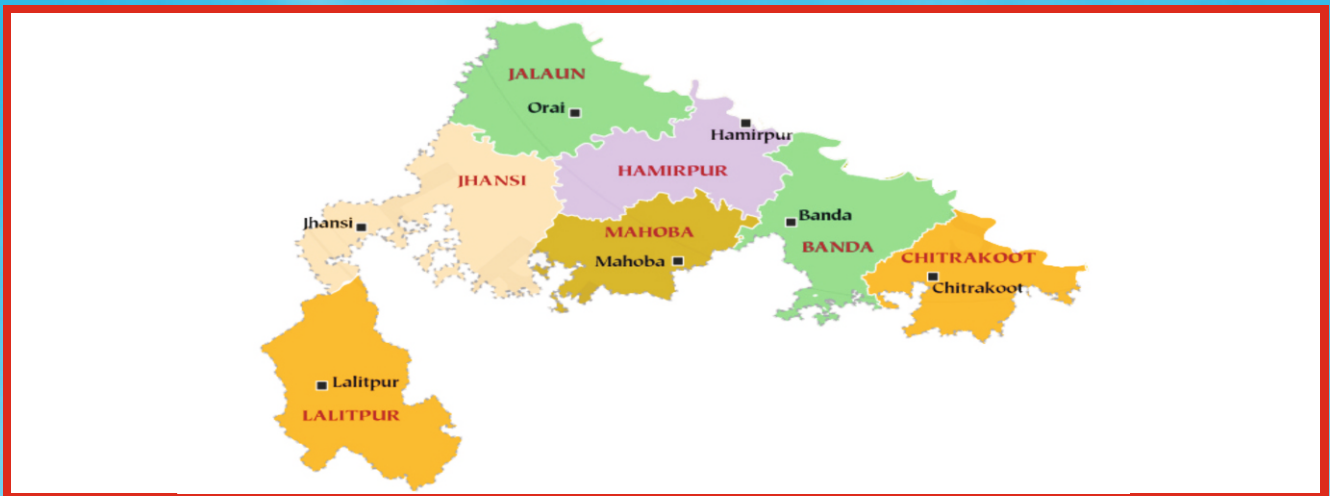 JALAUN
Orai
Hamirpur
HAMIRPUR
JHANSI
Jhansi
MAHOBA
Mahoba
Banda
BANDA
CHITRAKOOT
Chitrakoot
Lalitpur
LALITPUR